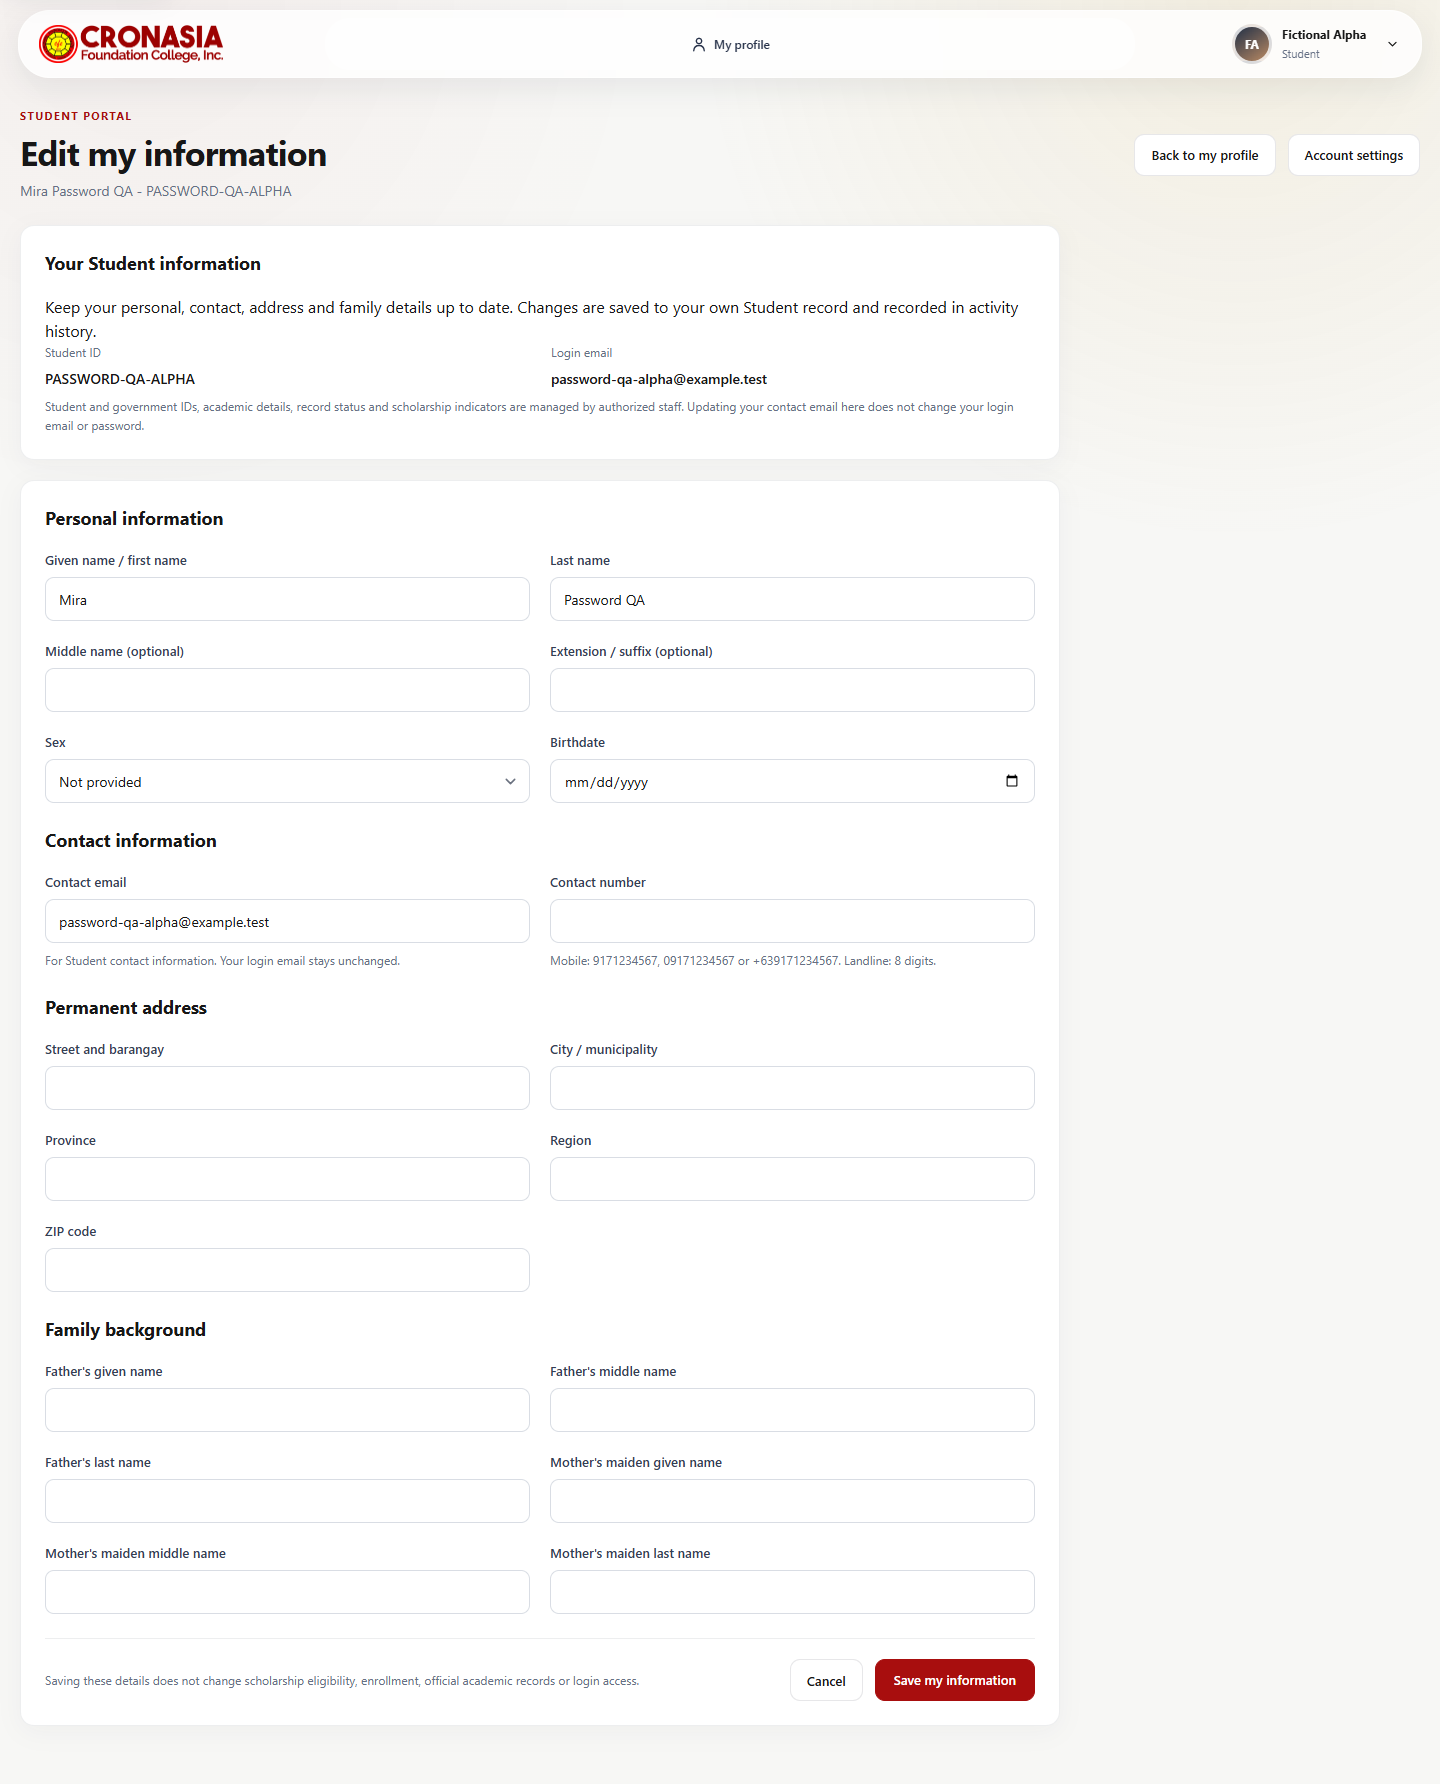 CRONASIA
Foundation College, Inc.
My profile
FA
Fictional Alpha
Student
STUDENT PORTAL
Edit my information
Mira Password QA - PASSWORD-QA-ALPHA
Back to my profile
Account settings
Your Student information
Keep your personal, contact, address and family details up to date. Changes are saved to your own Student record and recorded in activity
history.
Student ID
Login email
PASSWORD-QA-ALPHA
password-qa-alpha@example.test
Student and government IDs, academic details, record status and scholarship indicators are managed by authorized staff. Updating your contact email here does not change your login
email or password.
Personal information
Given name / first name
Last name
Mira
Password QA
Middle name (optional)
Extension / suffix (optional)
Sex
Birthdate
Not provided
mm/dd/yyyy
Contact information
Contact email
Contact number
password-qa-alpha@example.test
For Student contact information. Your login email stays unchanged.
Mobile: 9171234567, 09171234567 or +639171234567. Landline: 8 digits.
Permanent address
Street and barangay
City / municipality
Province
Region
ZIP code
Family background
Father's given name
Father's middle name
Father's last name
Mother's maiden given name
Mother's maiden middle name
Mother's maiden last name
Saving these details does not change scholarship eligibility, enrollment, official academic records or login access.
Cancel
Save my information